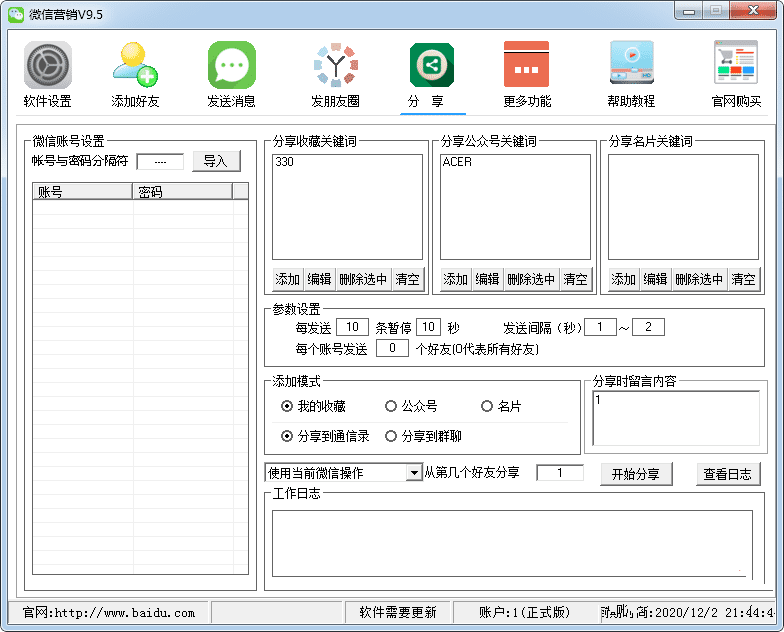 微信营销V9.5
软件设置 添加好友 发送消息 发朋友圈 分 享 更多功能 帮助教程 官网购买
微信账号设置
帐号与密码分隔符 ---- 导入
账号 密码
分享收藏关键词 分享公众号关键词 分享名片关键词
330 ACER
添加 编辑 删除选中 清空 添加 编辑 删除选中 清空 添加 编辑 删除选中 清空
参数设置
每发送 10 条暂停 10 秒 发送间隔（秒） 1 ～ 2
每个账号发送 0 个好友(0代表所有好友)
添加模式
我的收藏 公众号 名片
分享到通信录 分享到群聊
分享时留言内容
1
使用当前微信操作 从第几个好友分享 1 开始分享 查看日志
工作日志
官网:http://www.baidu.com 软件需要更新 账户:1(正式版) :2020/12/2 21:44:4